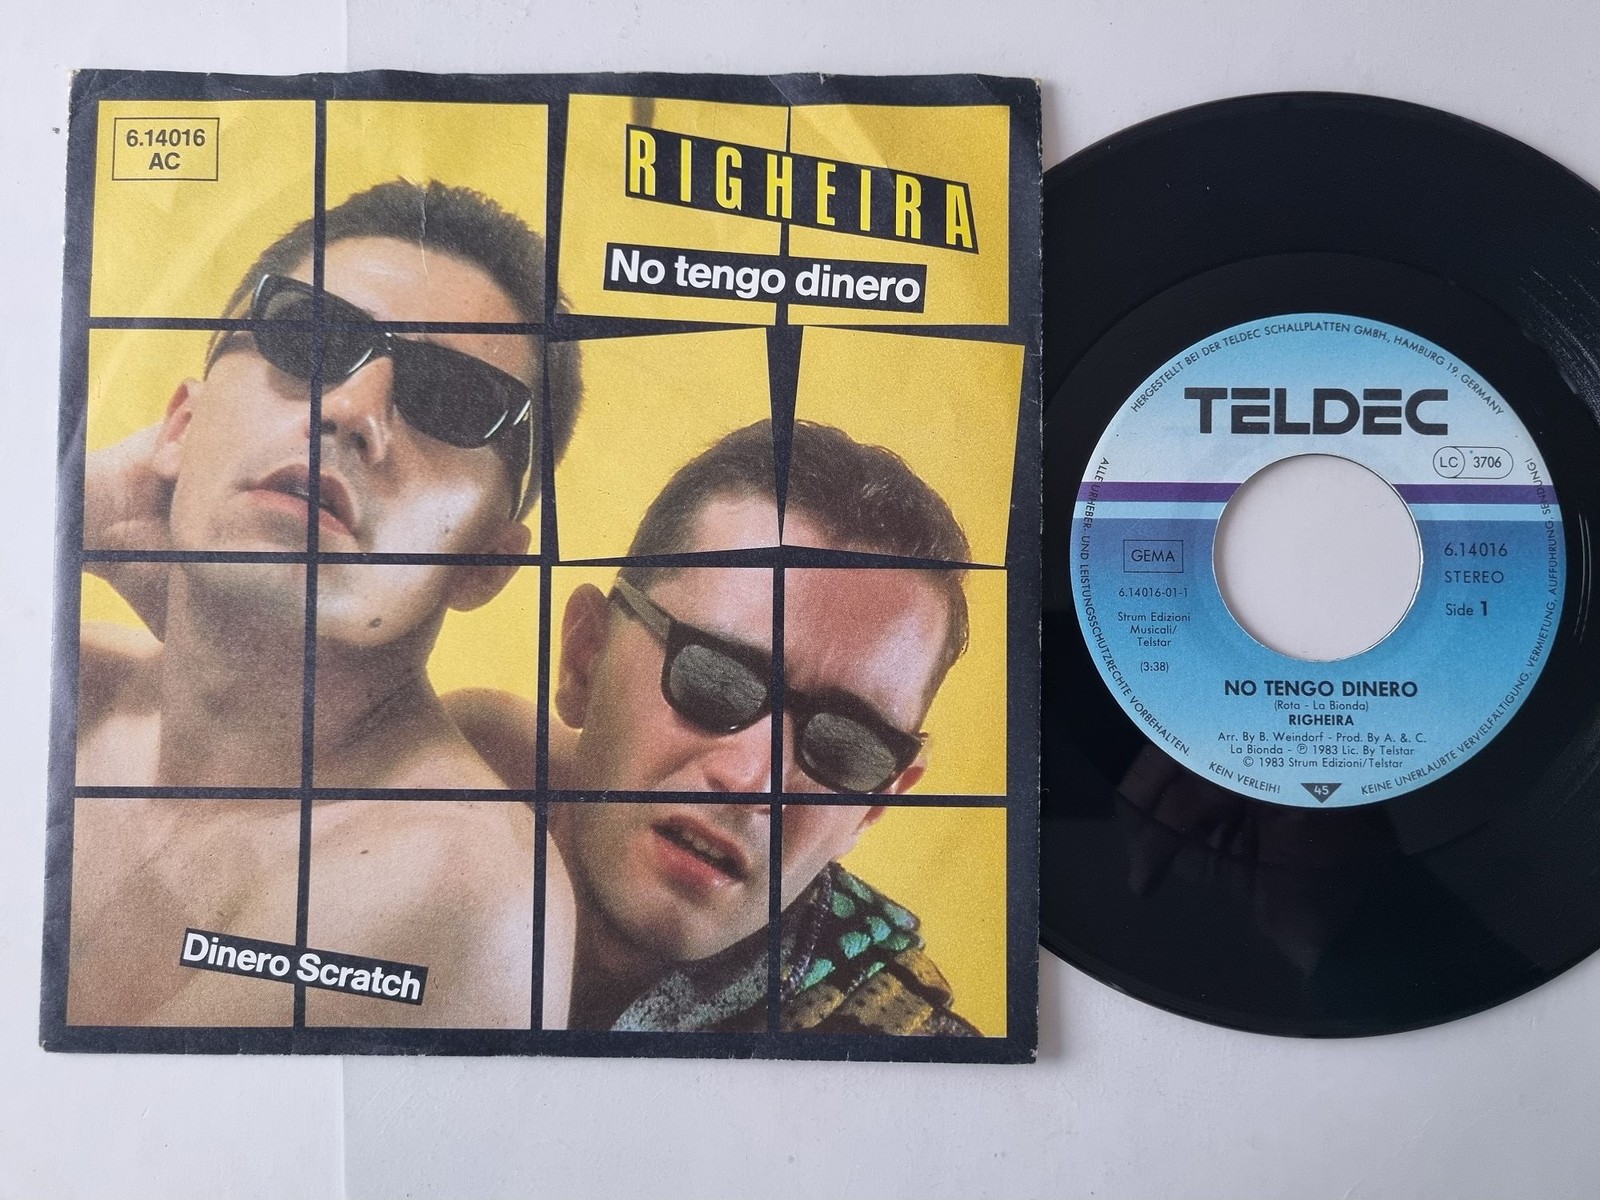 6.14016
AC
RIGHEIRA
No tengo dinero
Dinero Scratch
HERGESTELLT BEI DER TELDEC SCHALLPLATTEN GMBH., HAMBURG 19, GERMANY
TELDEC
LC 3706
GEMA
6.14016-01-1
Strum Edizioni
Musicali/
Telstar
(3:38)
6.14016
STEREO
Side 1
NO TENGO DINERO
(Rota - La Bionda)
RIGHEIRA
Arr. By B. Weindorf - Prod. By A. & C.
La Bionda - ℗ 1983 Lic. By Telstar
© 1983 Strum Edizioni/Telstar
45
ALLE URHEBER- UND LEISTUNGSSCHUTZRECHTE VORBEHALTEN.
KEIN VERLEIH!
KEINE UNERLAUBTE VERVIELFÄLTIGUNG, VERMIETUNG, AUFFÜHRUNG, SENDUNG!